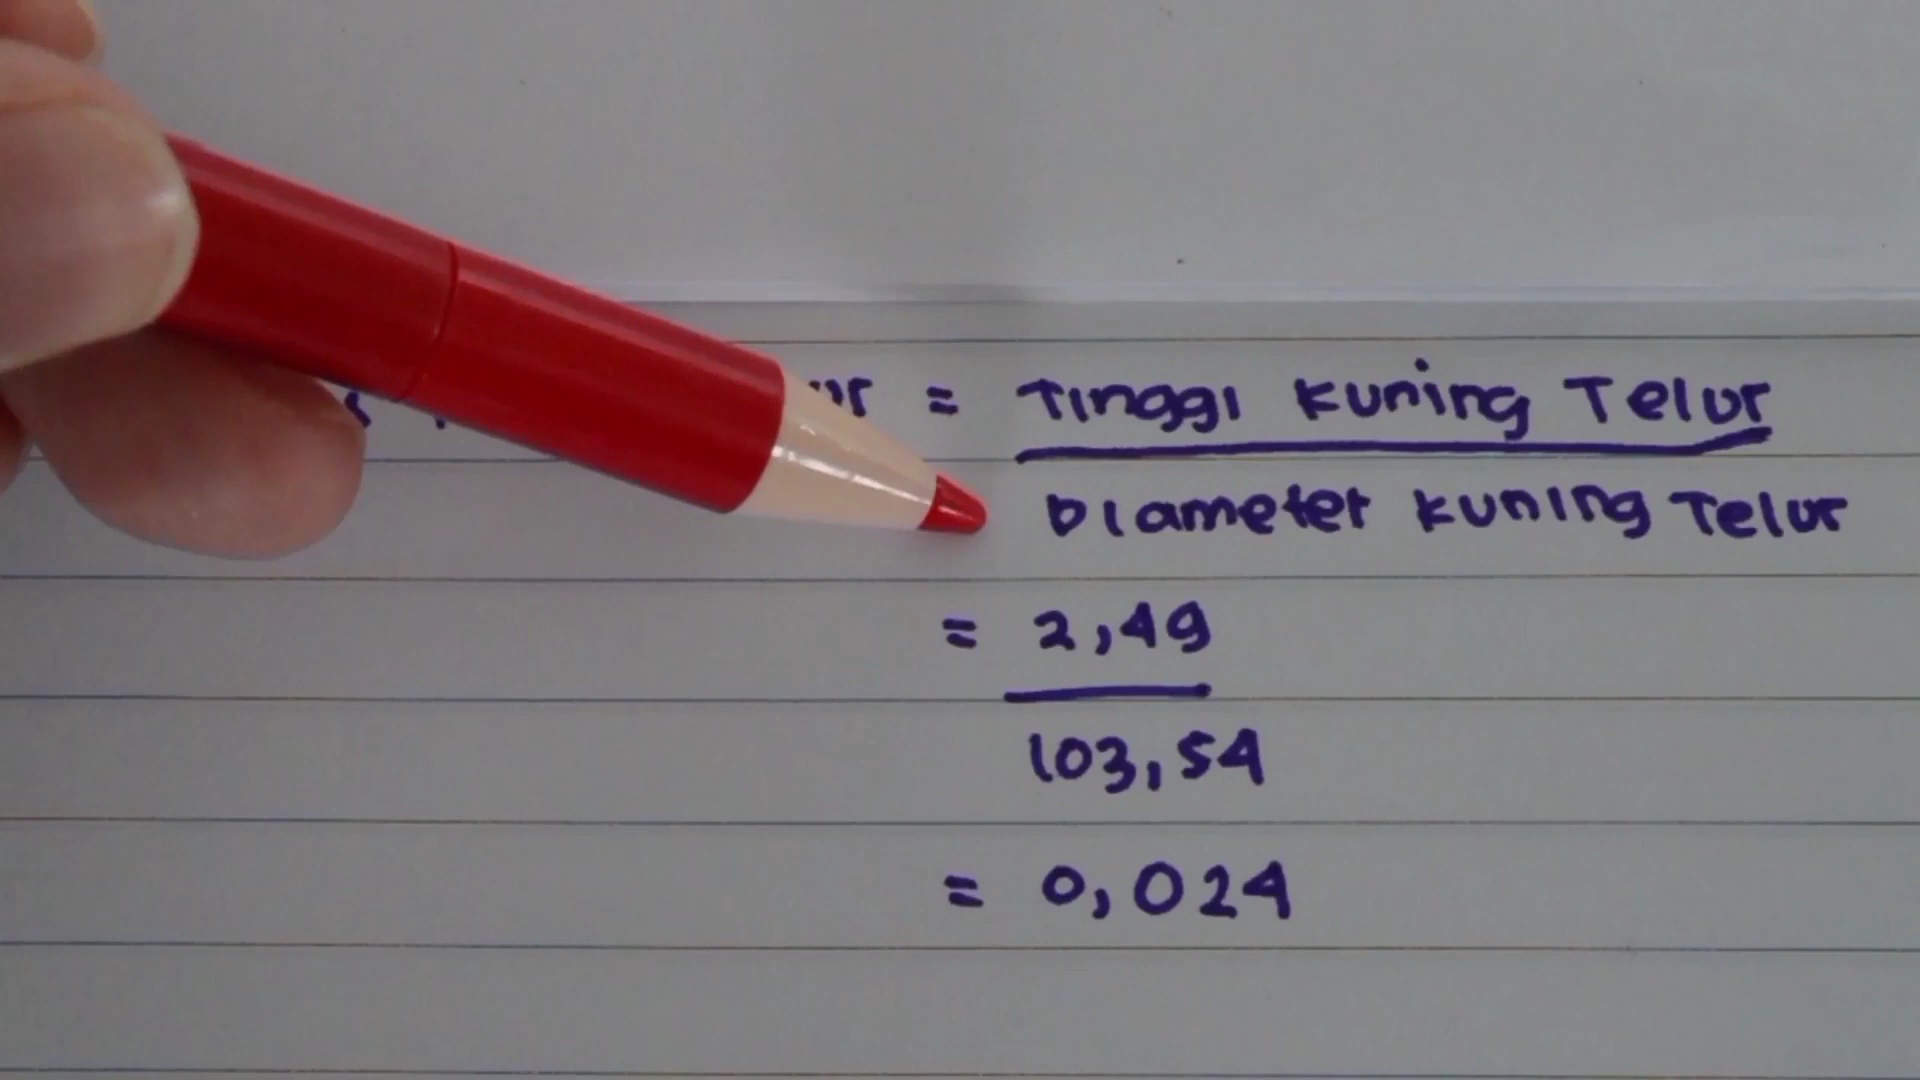 = Tinggi Kuning Telur
Diameter Kuning Telur
= 2,49
103,54
= 0,024